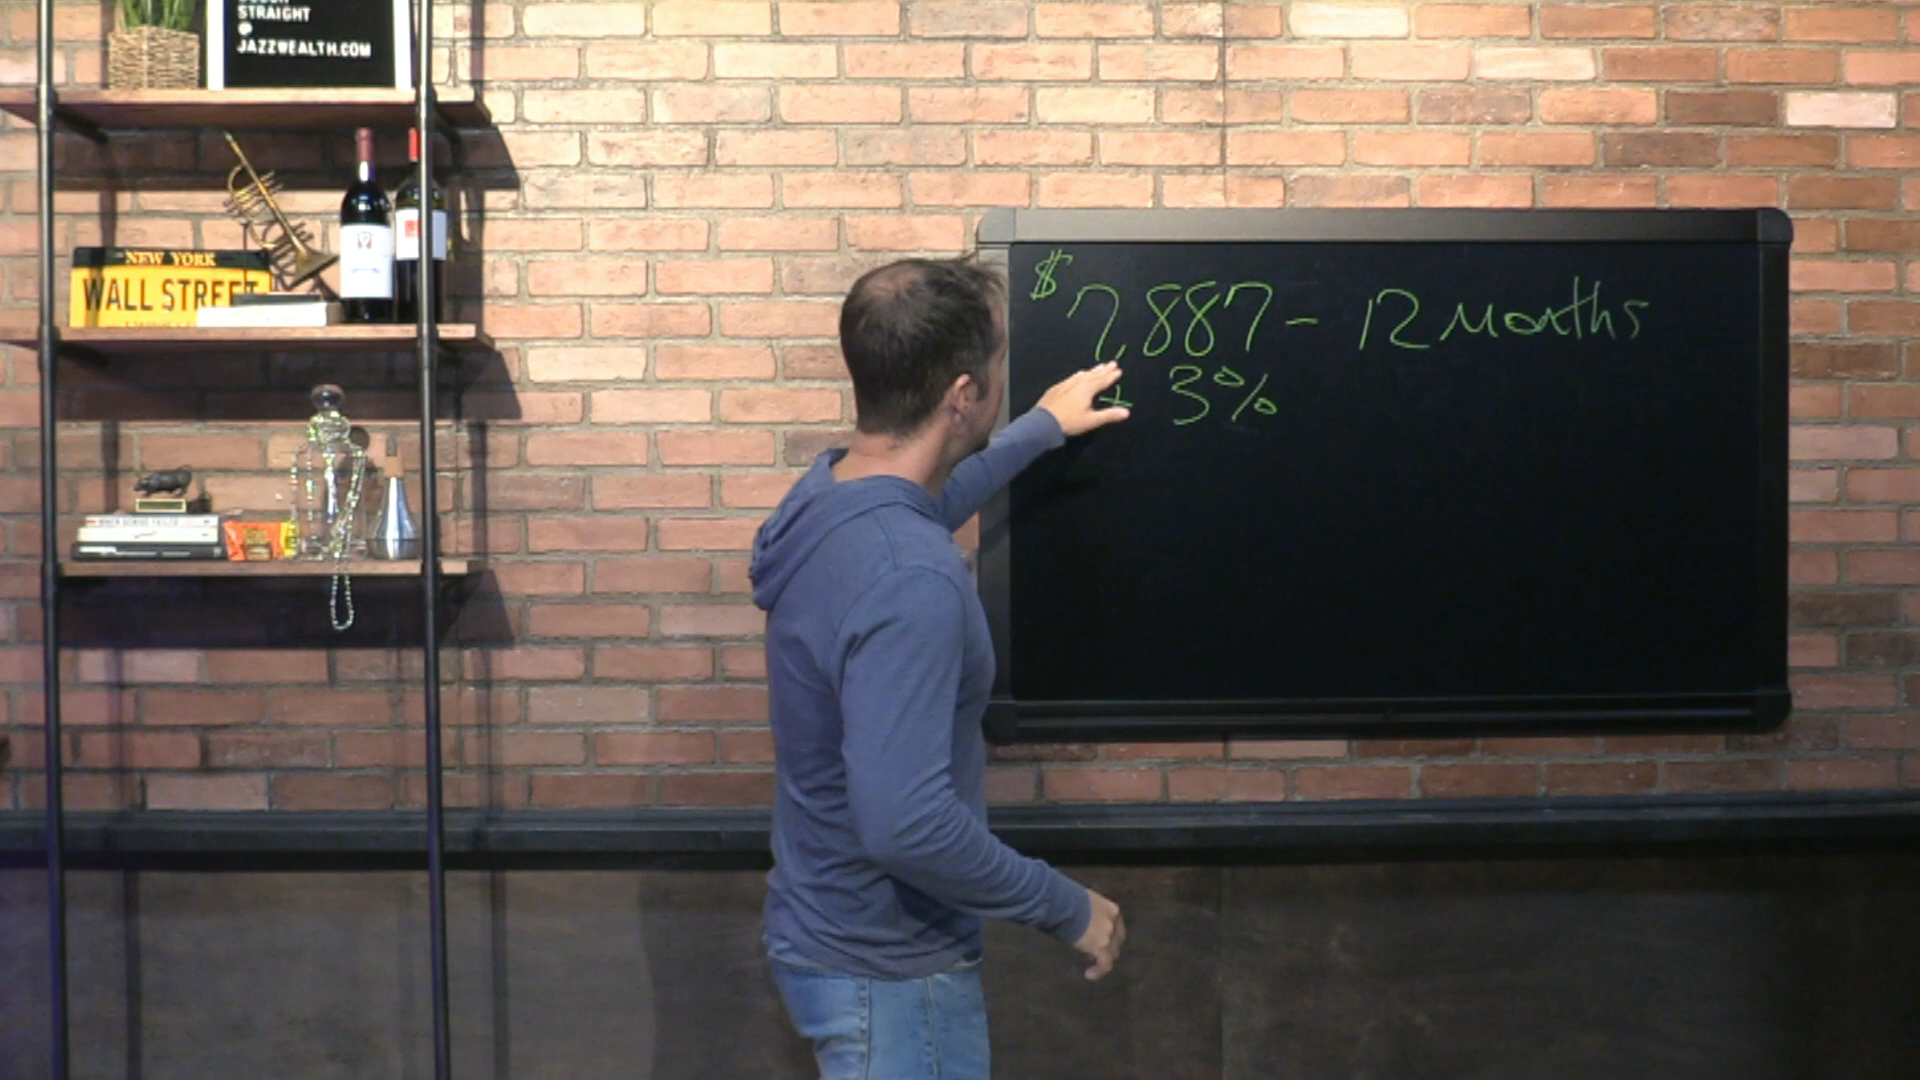 STRAIGHT
@
JAZZWEALTH.COM
NEW YORK
WALL STREET
$7,887 - 12 Months
+ 3%